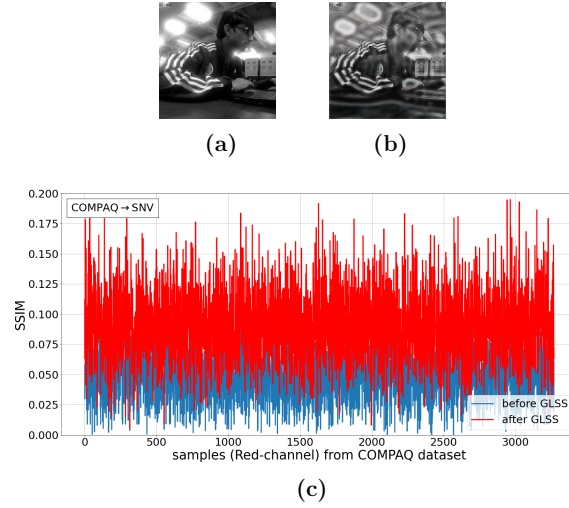 (a)
(b)
0.200
0.175
0.150
0.125
0.100
0.075
0.050
0.025
0.000
SSIM
COMPAQ→SNV
before GLSS
after GLSS
0
500
1000
1500
2000
2500
3000
samples (Red-channel) from COMPAQ dataset
(c)